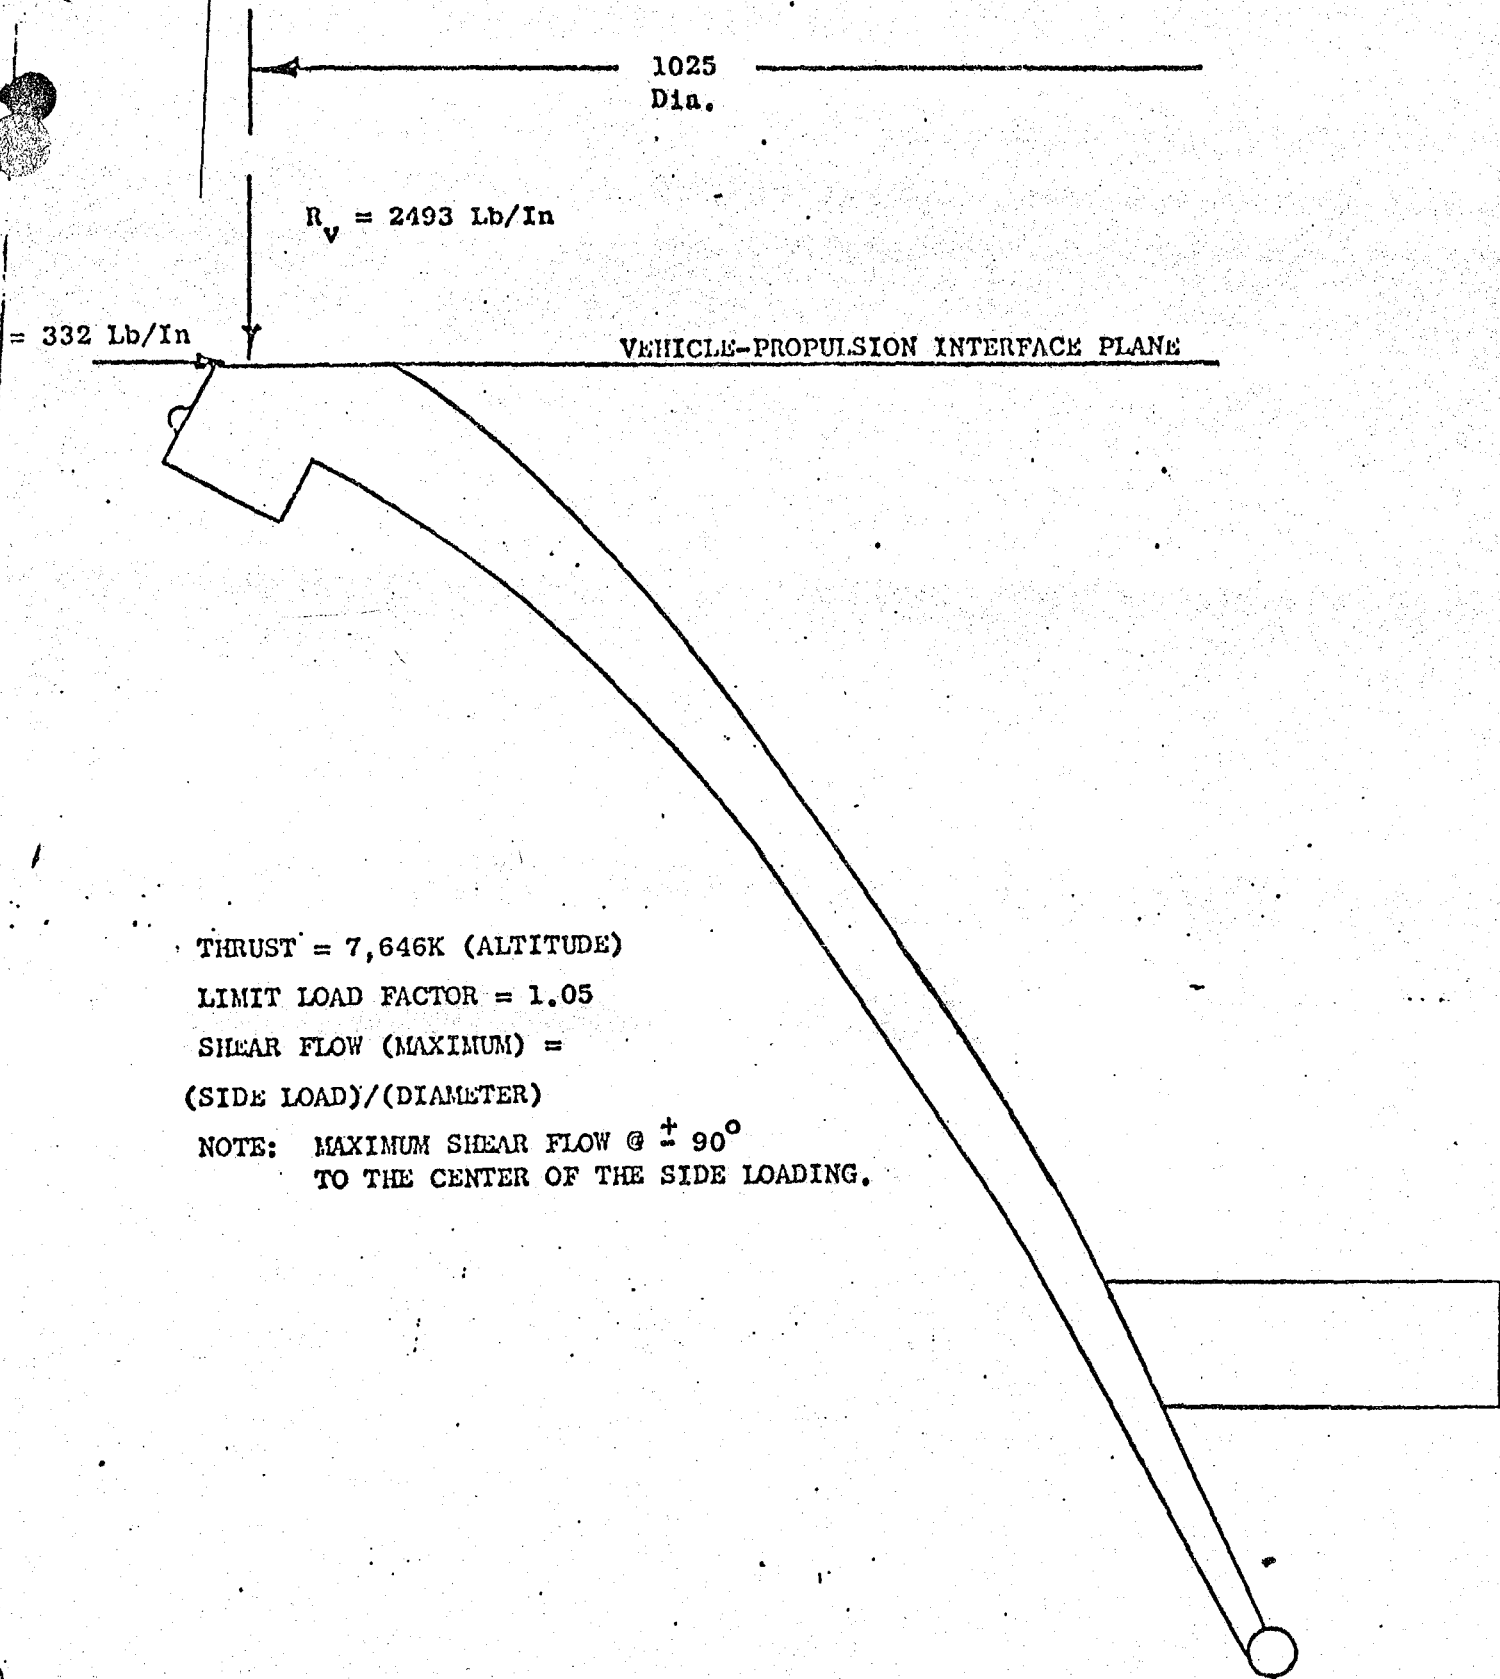 1025
Dia.
Rv = 2493 Lb/In
= 332 Lb/In
VEHICLE-PROPULSION INTERFACE PLANE
THRUST = 7,646K (ALTITUDE)
LIMIT LOAD FACTOR = 1.05
SHEAR FLOW (MAXIMUM) =
(SIDE LOAD)/(DIAMETER)
NOTE: MAXIMUM SHEAR FLOW @ ± 90°
TO THE CENTER OF THE SIDE LOADING.